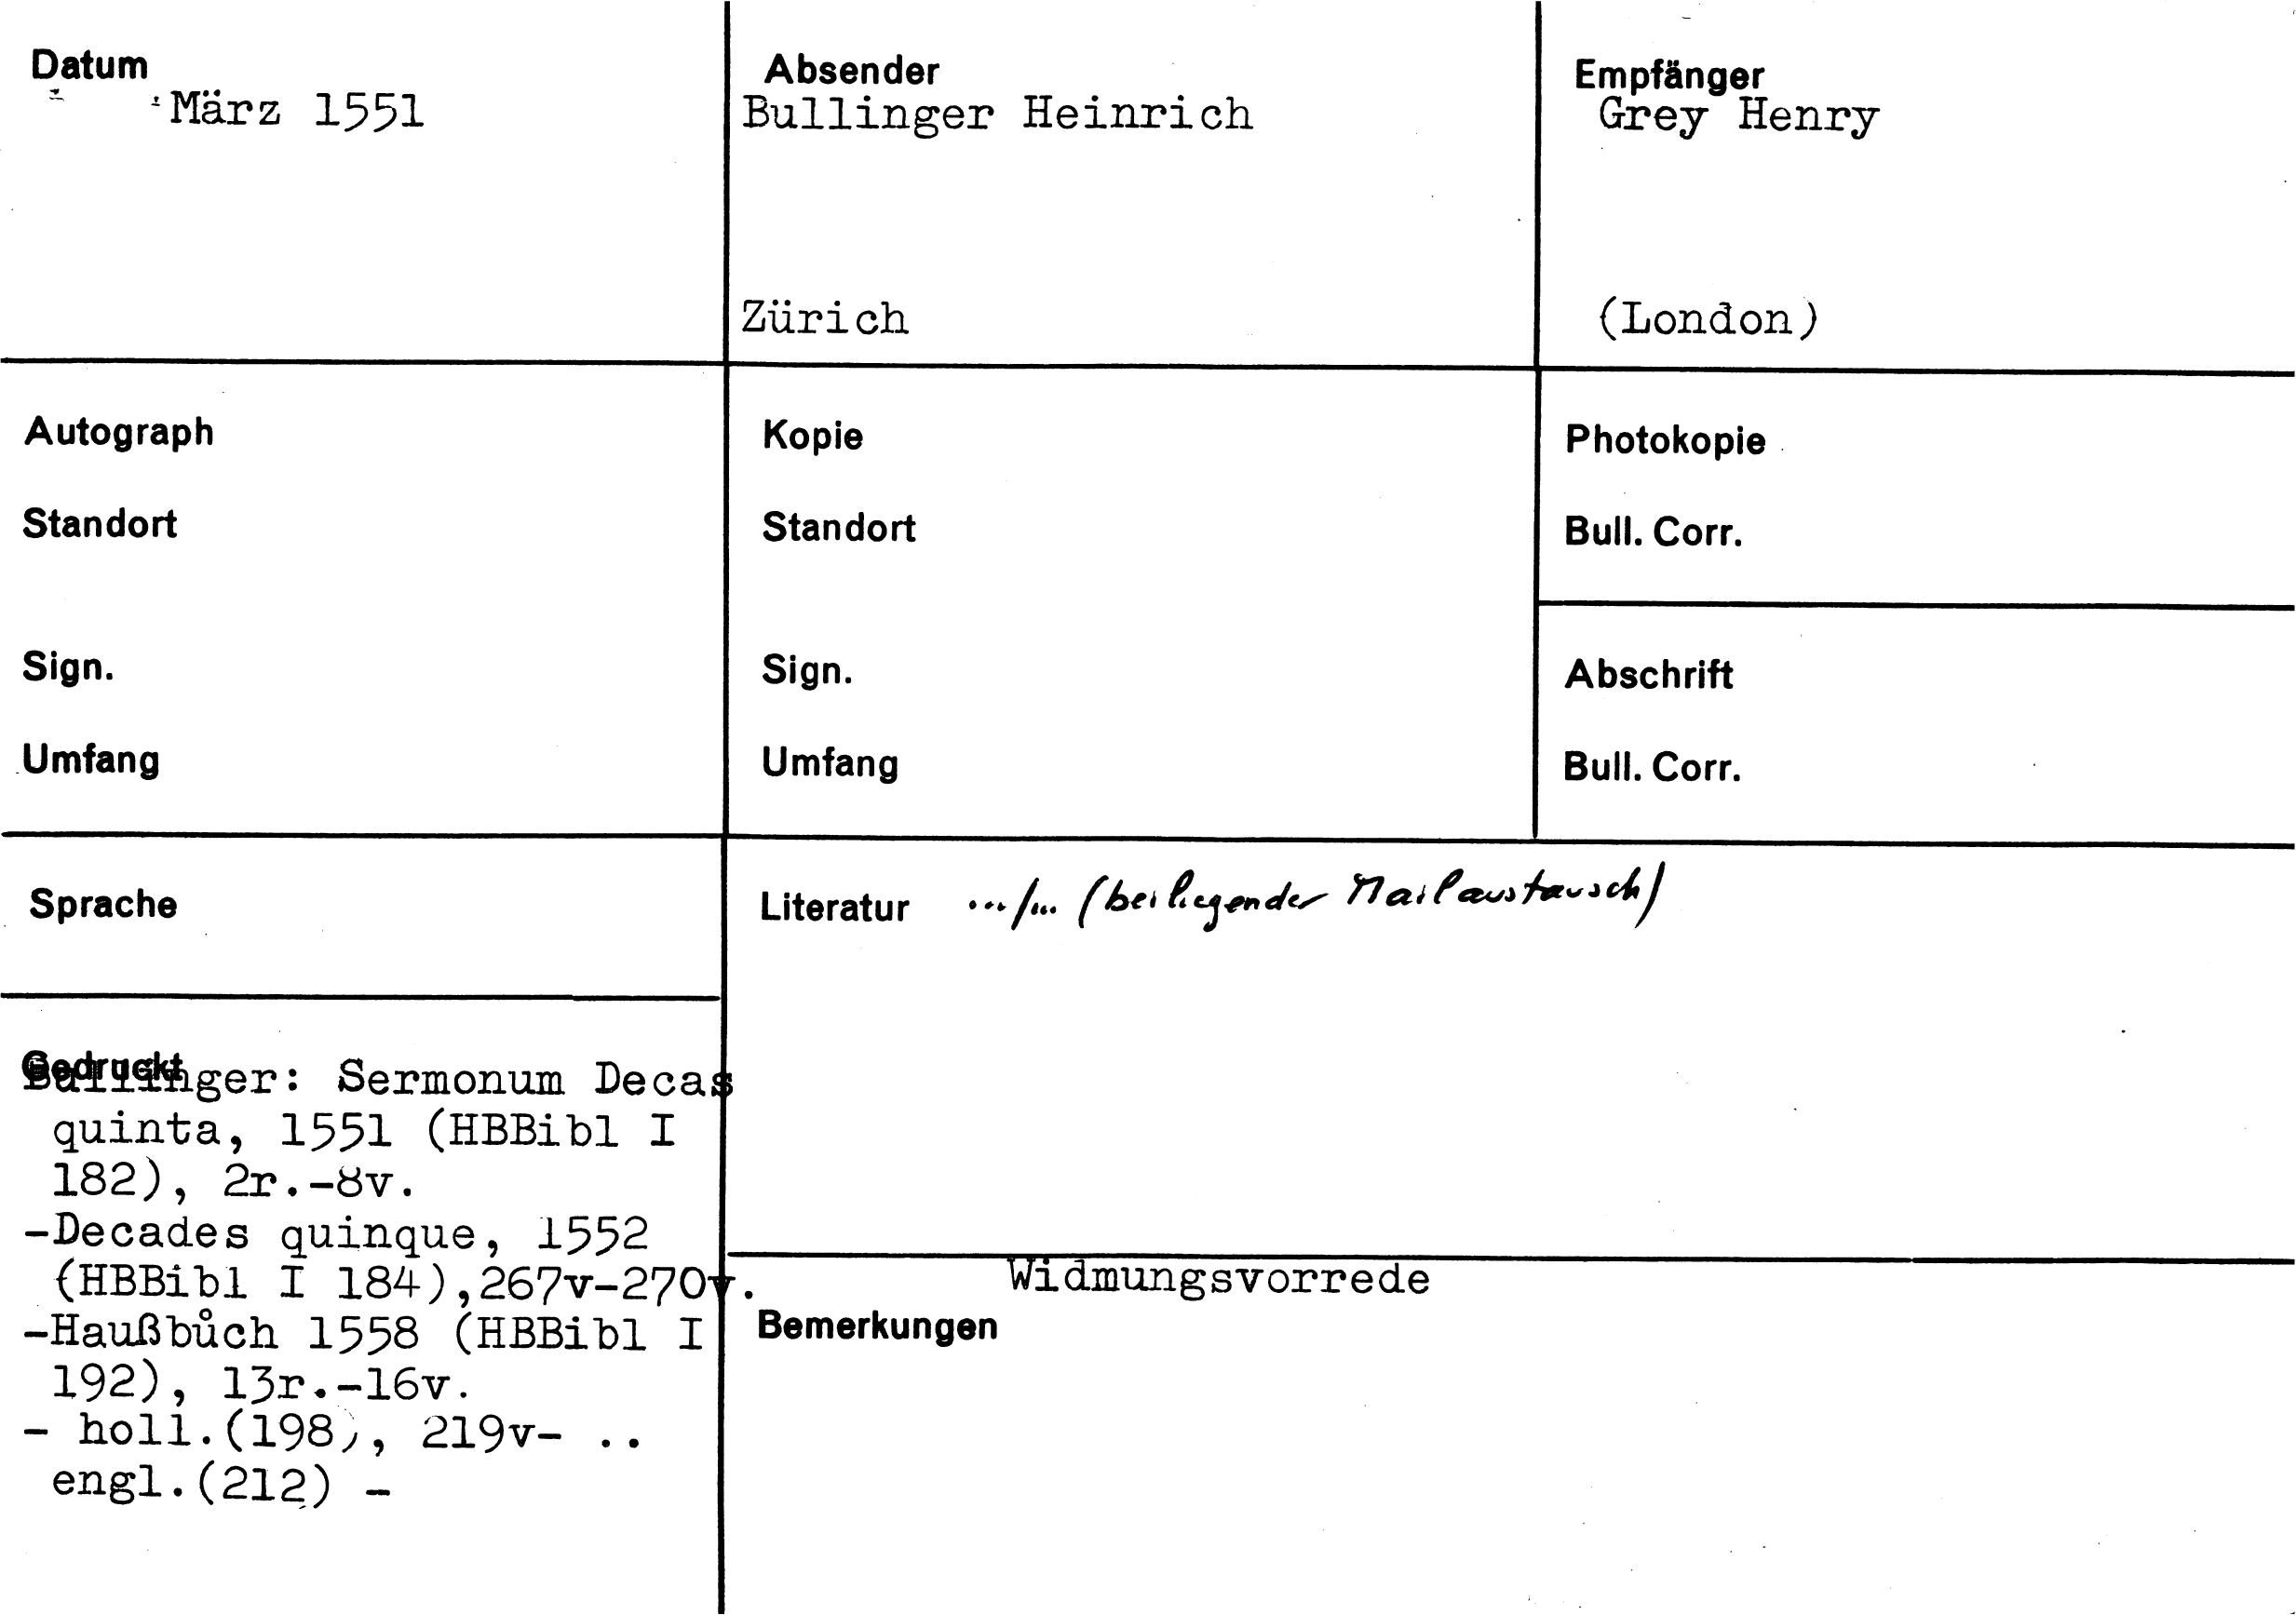 Datum
März 1551
Absender
Bullinger Heinrich
Zürich
Empfänger
Grey Henry
(London)
Autograph
Standort
Sign.
Umfang
Kopie
Standort
Sign.
Umfang
Photokopie
Bull. Corr.
Abschrift
Bull. Corr.
Sprache
Literatur .../... (beiliegender Mailaustausch)
Gedruckt
Bullinger: Sermonum Decas
quinta, 1551 (HBBibl I
182), 2r.-8v.
-Decades quinque, 1552
(HBBibl I 184),267v-270v.
-Haußbůch 1558 (HBBibl I
192), 13r.-16v.
- holl.(198), 219v- ..
engl.(212) -
Widmungsvorrede
Bemerkungen